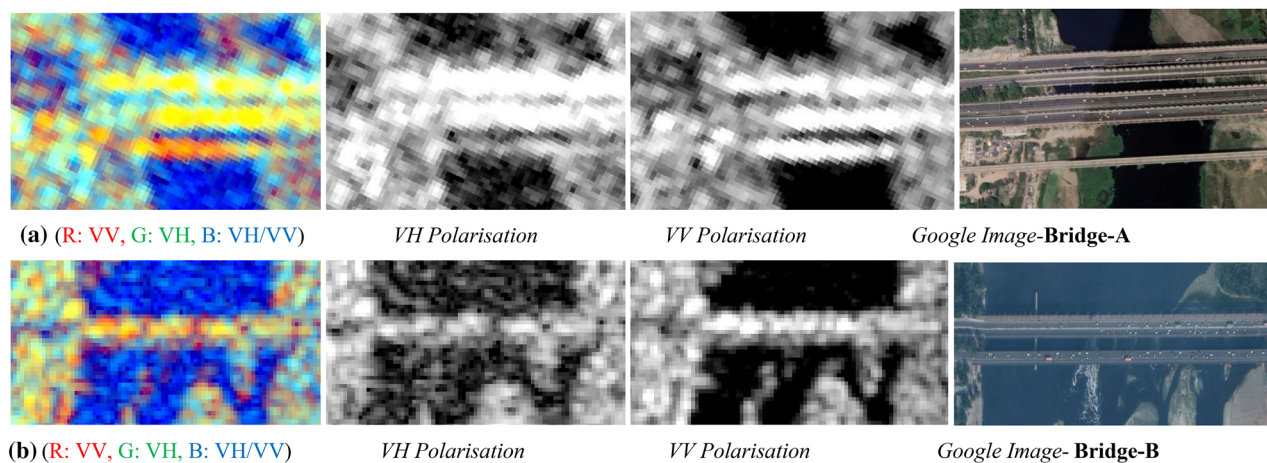 (a) (R: VV, G: VH, B: VH/VV) VH Polarisation VV Polarisation Google Image-Bridge-A
(b) (R: VV, G: VH, B: VH/VV) VH Polarisation VV Polarisation Google Image- Bridge-B